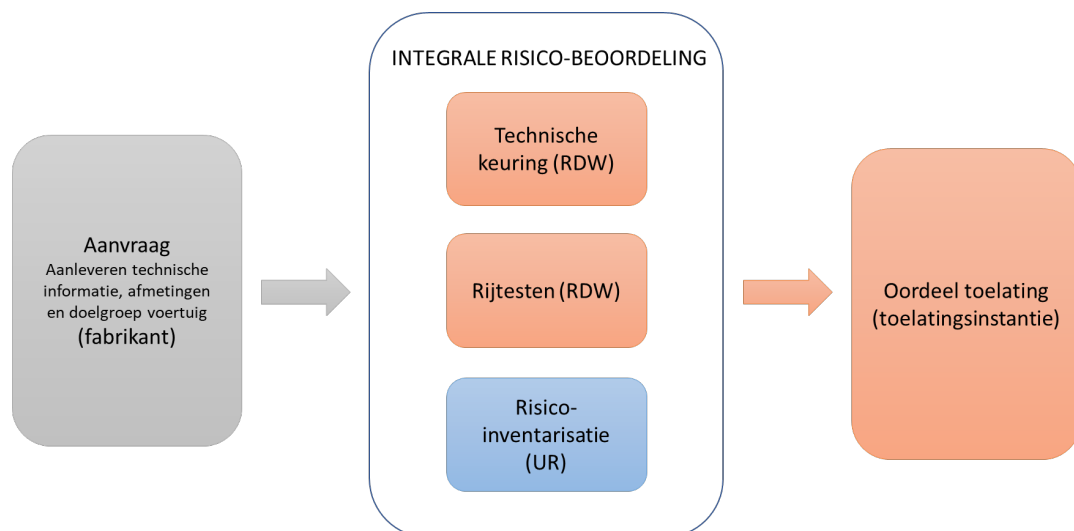 Aanvraag
Aanleveren technische
informatie, afmetingen
en doelgroep voertuig
(fabrikant)
INTEGRALE RISICO-BEOORDELING
Technische
keuring (RDW)
Rijtesten (RDW)
Risico-
inventarisatie
(UR)
Oordeel toelating
(toelatingsinstantie)